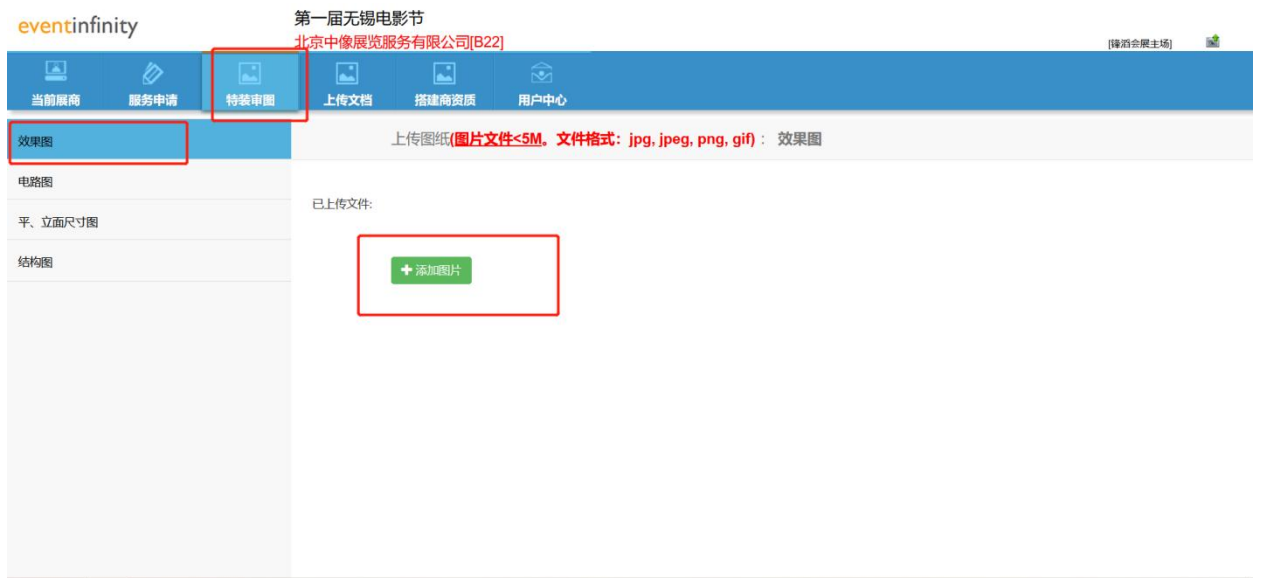 eventinfinity
第一届无锡电影节
北京中像展览服务有限公司[B22]
[锋滔会展主场]
当前展商 服务申请 特装审图 上传文档 搭建商资质 用户中心
效果图
电路图
平、立面尺寸图
结构图
上传图纸(图片文件<5M。文件格式：jpg, jpeg, png, gif)： 效果图
已上传文件:
添加图片